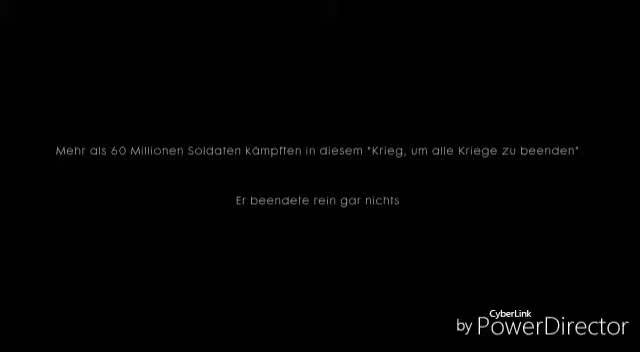 Mehr als 60 Millionen Soldaten kämpften in diesem "Krieg, um alle Kriege zu beenden"
Er beendete rein gar nichts
CyberLink
by PowerDirector